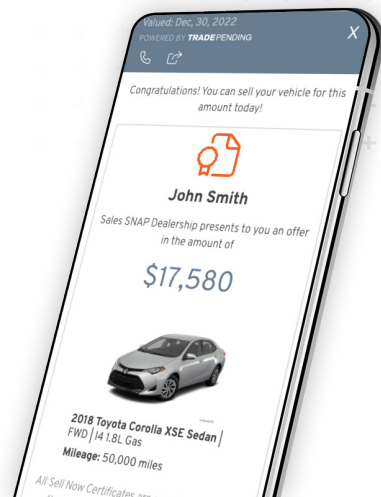 Valued: Dec, 30, 2022
POWERED BY TRADEPENDING
X
Congratulations! You can sell your vehicle for this
amount today!
John Smith
Sales SNAP Dealership presents to you an offer
in the amount of
$17,580
2018 Toyota Corolla XSE Sedan |
FWD | I4 1.8L Gas
Mileage: 50,000 miles
All Sell Now Certificates